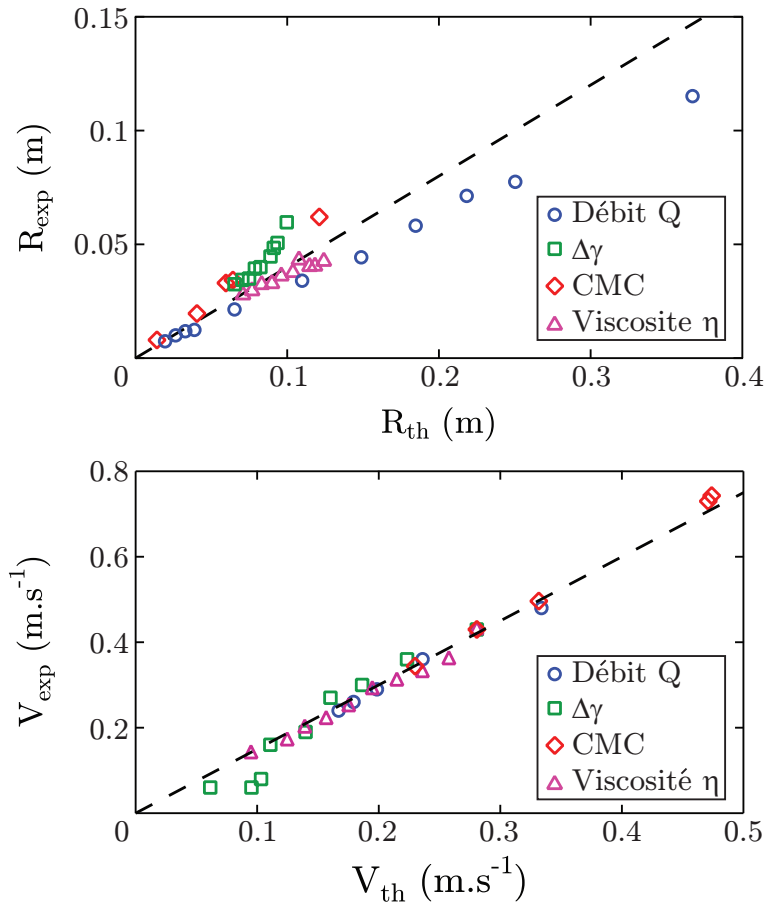 0.15
0.1
0.05
R_exp (m)
Débit Q
Δγ
CMC
Viscosite η
0 0.1 0.2 0.3 0.4
R_th (m)
0.8
0.6
0.4
0.2
V_exp (m.s⁻¹)
Débit Q
Δγ
CMC
Viscosité η
0 0.1 0.2 0.3 0.4 0.5
V_th (m.s⁻¹)